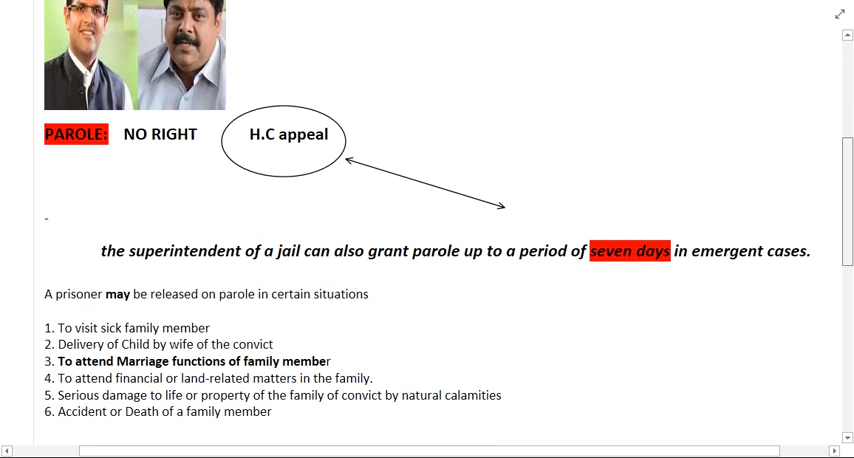 PAROLE: NO RIGHT H.C appeal
-
the superintendent of a jail can also grant parole up to a period of seven days in emergent cases.
A prisoner may be released on parole in certain situations
1. To visit sick family member
2. Delivery of Child by wife of the convict
3. To attend Marriage functions of family member
4. To attend financial or land-related matters in the family.
5. Serious damage to life or property of the family of convict by natural calamities
6. Accident or Death of a family member